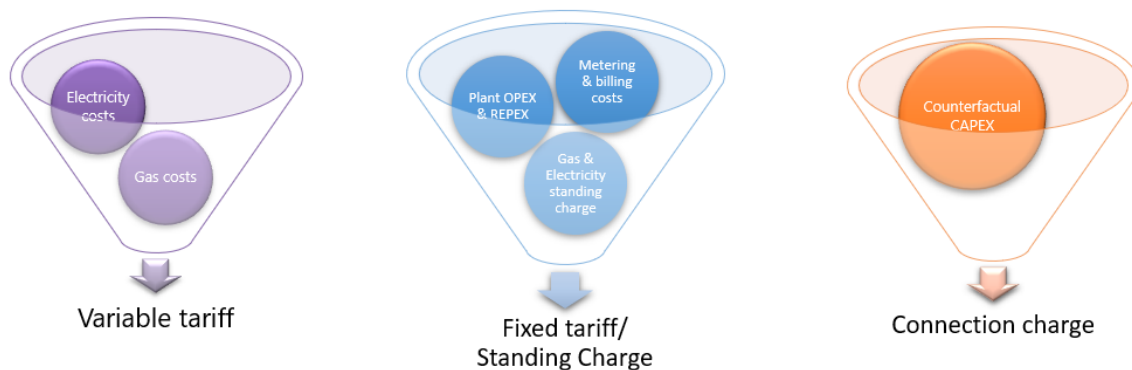 Electricity
costs
Gas costs
Variable tariff
Plant OPEX
& REPEX
Metering
& billing
costs
Gas &
Electricity
standing
charge
Fixed tariff/
Standing Charge
Counterfactual
CAPEX
Connection charge